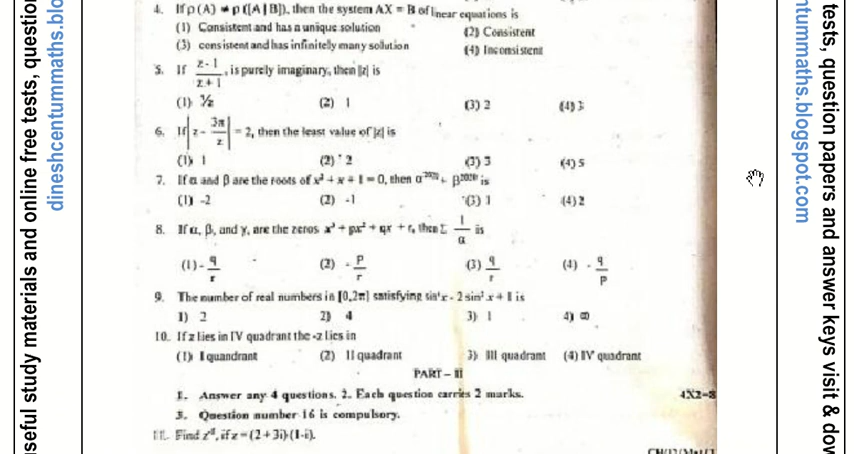 4. If ρ(A) ≠ ρ([A|B]), then the system AX = B of linear equations is
(1) Consistent and has a unique solution (2) Consistent
(3) consistent and has infinitely many solution (4) Inconsistent
5. If (z-1)/(z+1), is purely imaginary, then |z| is
(1) ½ (2) 1 (3) 2 (4) 3
6. If |z - 3π/z| = 2, then the least value of |z| is
(1) 1 (2) 2 (3) 3 (4) 5
7. If α and β are the roots of x² + x + 1 = 0, then
(1) -2 (2) -1 (3) 1 (4) 2
8. If α, β, and γ, are the zeros x³ + px² + qx + r, then Σ 1/α is
(1) - q/r (2) - p/r (3) q/r (4) - q/p
9. The number of real numbers in [0,2π] satisfying sin⁴x - 2 sin²x + 1 is
1) 2 2) 4 3) 1 4) ∞
10. If z lies in IV quadrant the -z lies in
(1) I quandrant (2) II quadrant 3) III quadrant (4) IV quadrant
PART – II
1. Answer any 4 questions. 2. Each question carries 2 marks. 4X2=8
3. Question number 16 is compulsory.
11. Find if z = (2 + 3i) (1-i).
seful study materials and online free tests, question
dineshcentummaths.blo
tests, question papers and answer keys visit & dow
ntummaths.blogspot.com